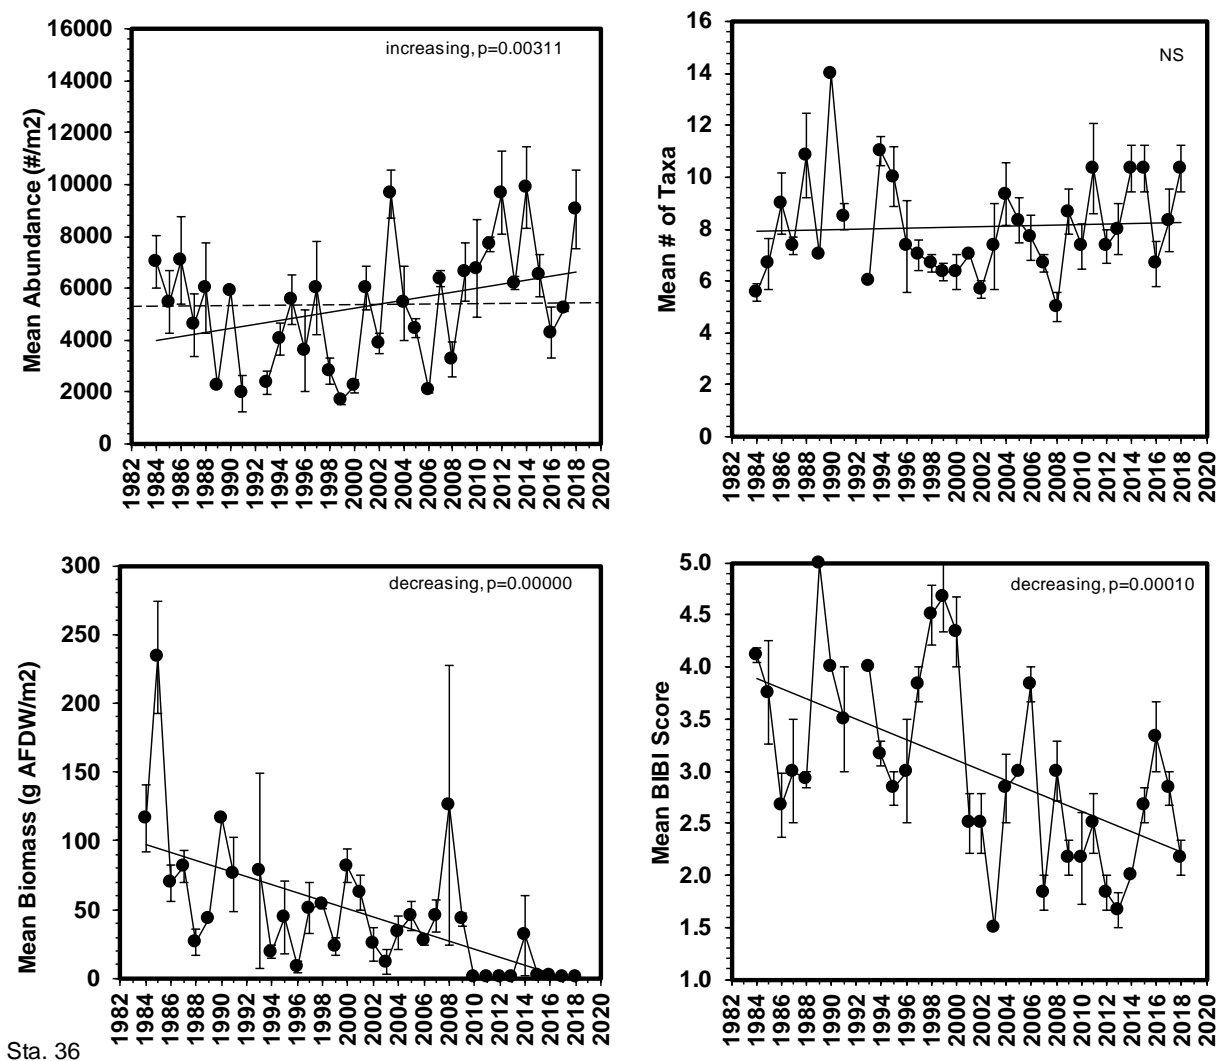 increasing, p=0.00311
Mean Abundance (#/m2)
16000
14000
12000
10000
8000
6000
4000
2000
0
1982 1984 1986 1988 1990 1992 1994 1996 1998 2000 2002 2004 2006 2008 2010 2012 2014 2016 2018 2020
NS
Mean # of Taxa
16
14
12
10
8
6
4
2
0
1982 1984 1986 1988 1990 1992 1994 1996 1998 2000 2002 2004 2006 2008 2010 2012 2014 2016 2018 2020
decreasing, p=0.00000
Mean Biomass (g AFDW/m2)
300
250
200
150
100
50
0
1982 1984 1986 1988 1990 1992 1994 1996 1998 2000 2002 2004 2006 2008 2010 2012 2014 2016 2018 2020
decreasing, p=0.00010
Mean BIBI Score
5.0
4.5
4.0
3.5
3.0
2.5
2.0
1.5
1.0
1982 1984 1986 1988 1990 1992 1994 1996 1998 2000 2002 2004 2006 2008 2010 2012 2014 2016 2018 2020
Sta. 36